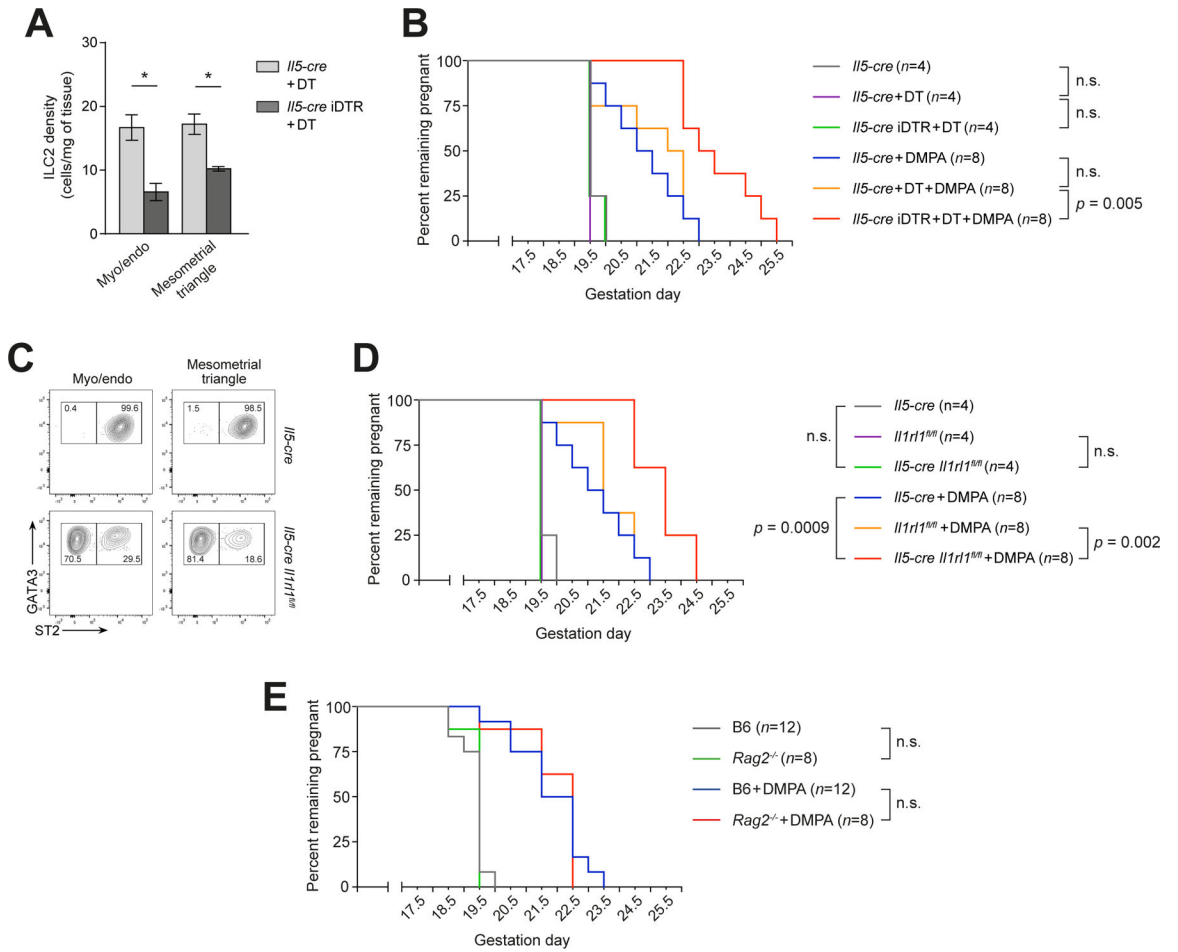 A
30
20
10
0
ILC2 density
(cells/mg of tissue)
*
*
Myo/endo
Mesometrial
triangle
Il5-cre
+DT
Il5-cre iDTR
+DT
B
Percent remaining pregnant
100
75
50
25
0
17.5
18.5
19.5
20.5
21.5
22.5
23.5
24.5
25.5
Gestation day
Il5-cre (n=4)
Il5-cre+DT (n=4)
Il5-cre iDTR+DT (n=4)
Il5-cre+DMPA (n=8)
Il5-cre+DT+DMPA (n=8)
Il5-cre iDTR+DT+DMPA (n=8)
n.s.
n.s.
n.s.
p = 0.005
C
Myo/endo
Mesometrial
triangle
0.4
99.6
1.5
98.5
Il5-cre
70.5
29.5
81.4
18.6
Il5-cre Il1rl1fl/fl
GATA3
ST2
D
Percent remaining pregnant
100
75
50
25
0
17.5
18.5
19.5
20.5
21.5
22.5
23.5
24.5
25.5
Gestation day
n.s.
p = 0.0009
Il5-cre (n=4)
Il1rl1fl/fl (n=4)
Il5-cre Il1rl1fl/fl (n=4)
Il5-cre+DMPA (n=8)
Il1rl1fl/fl+DMPA (n=8)
Il5-cre Il1rl1fl/fl+DMPA (n=8)
n.s.
p = 0.002
E
Percent remaining pregnant
100
75
50
25
0
17.5
18.5
19.5
20.5
21.5
22.5
23.5
24.5
25.5
Gestation day
B6 (n=12)
Rag2-/- (n=8)
B6+DMPA (n=12)
Rag2-/-+DMPA (n=8)
n.s.
n.s.